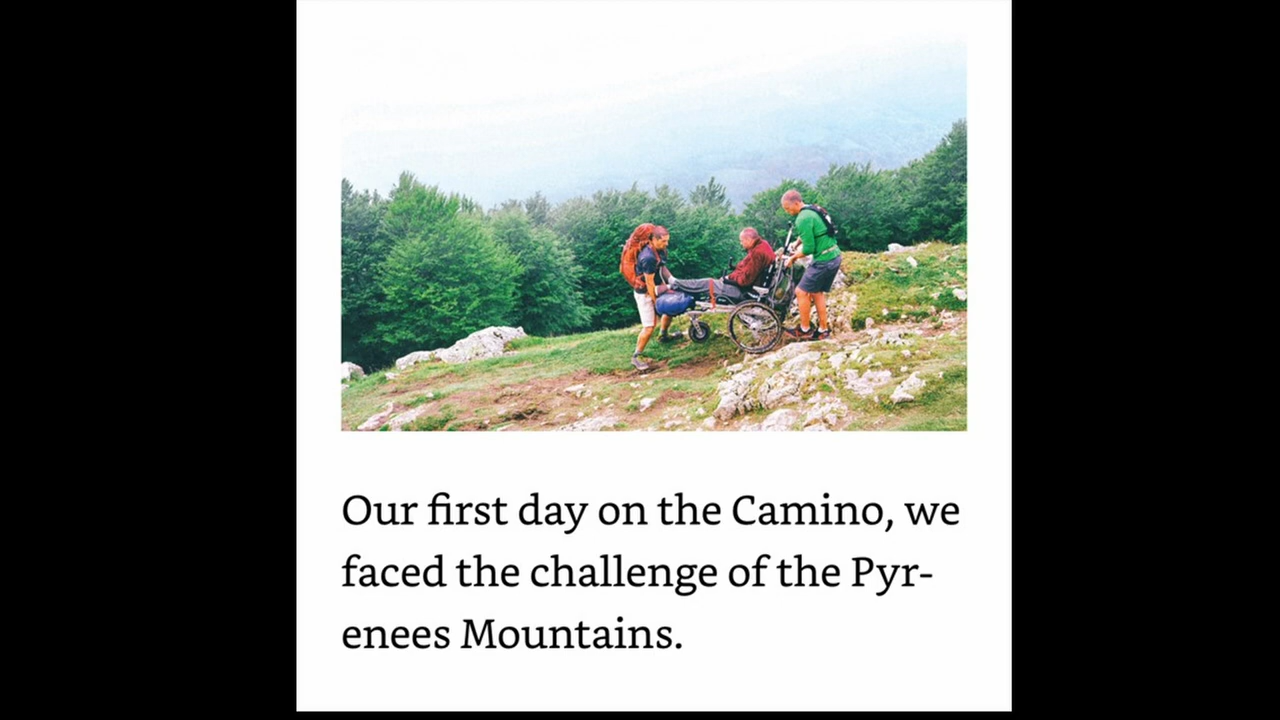 Our first day on the Camino, we
faced the challenge of the Pyr-
enees Mountains.